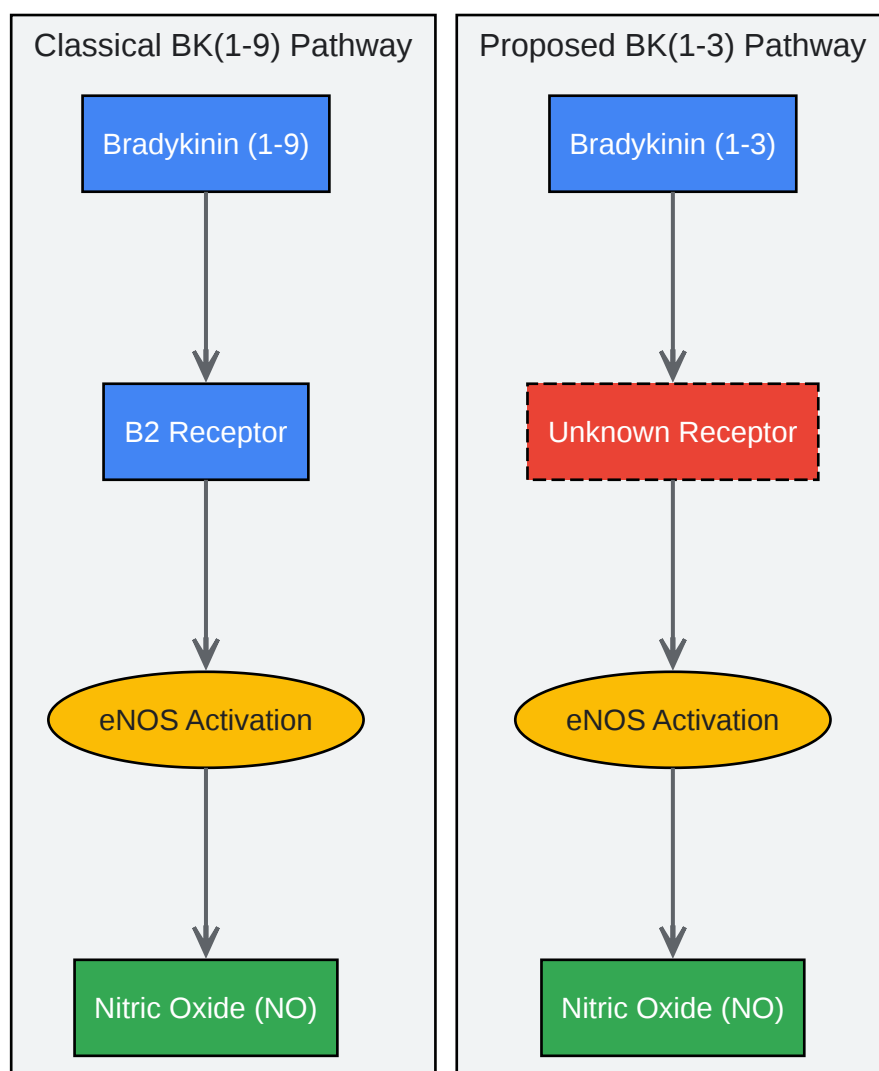 Classical BK(1-9) Pathway
Bradykinin (1-9)
B2 Receptor
eNOS Activation
Nitric Oxide (NO)
Proposed BK(1-3) Pathway
Bradykinin (1-3)
Unknown Receptor
eNOS Activation
Nitric Oxide (NO)